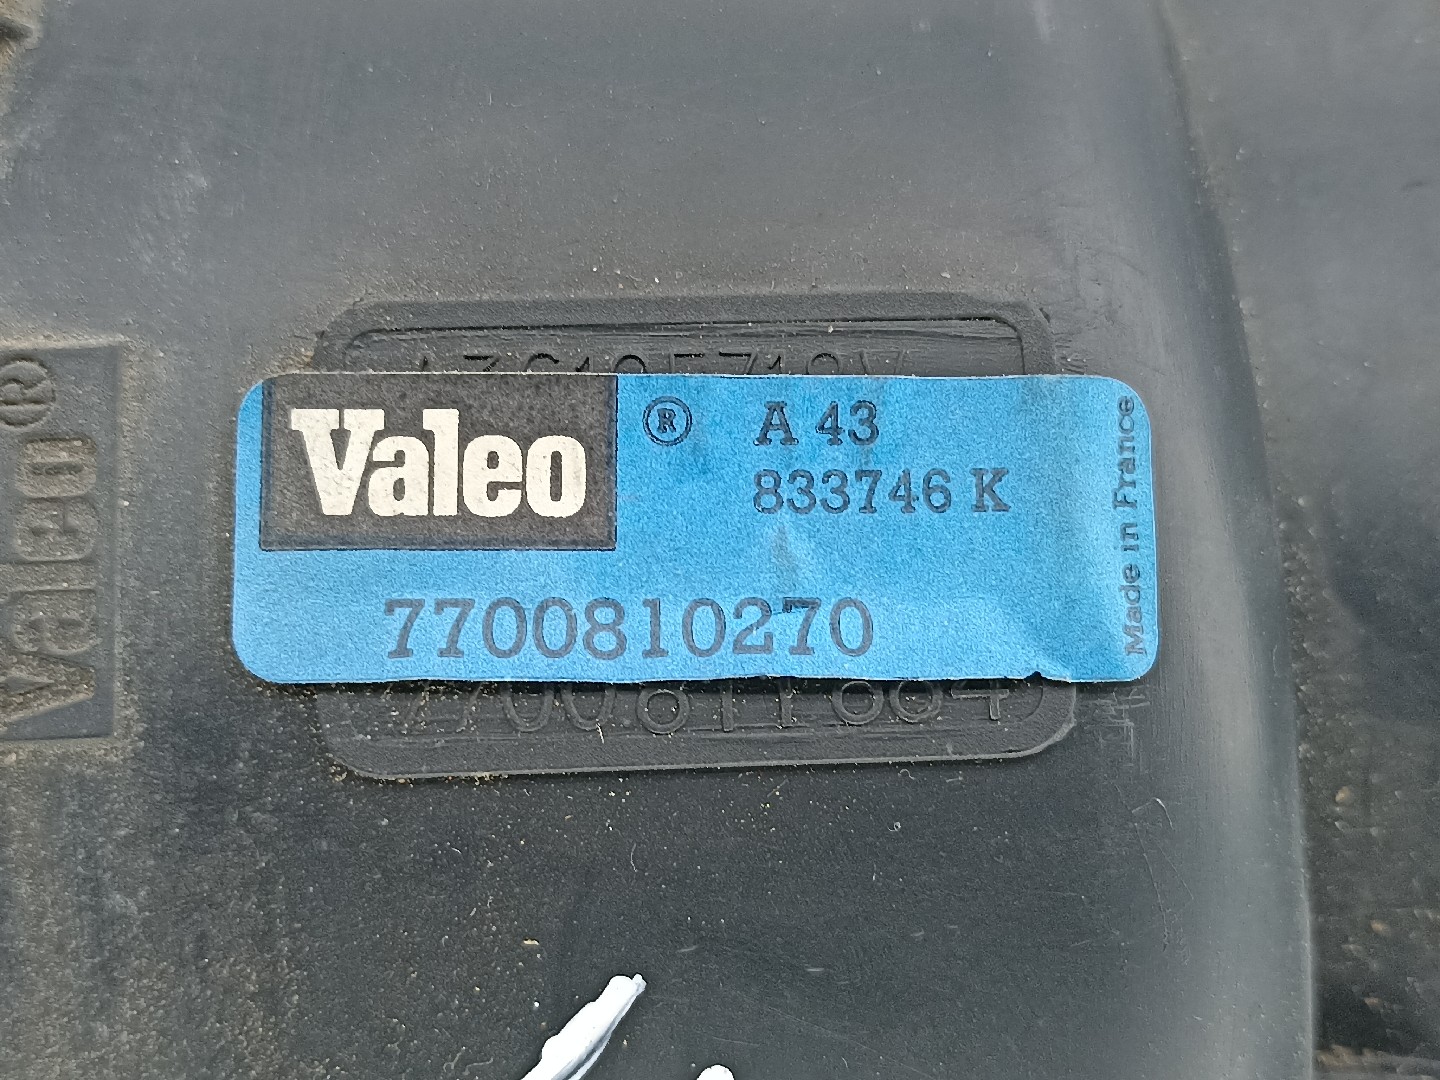 Valeo ® A 43
833746 K
7700810270
Made in France
Valeo ®